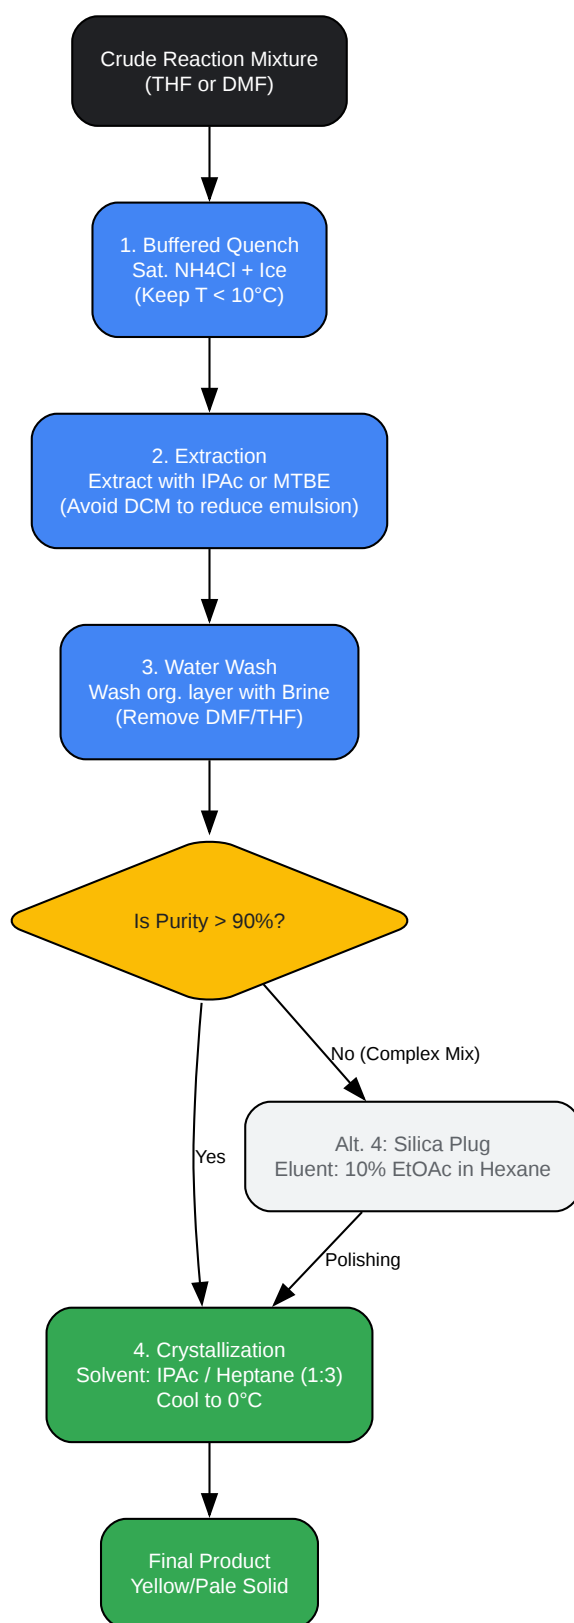 Crude Reaction Mixture
(THF or DMF)
1. Buffered Quench
Sat. NH4Cl + Ice
(Keep T < 10°C)
2. Extraction
Extract with IPAc or MTBE
(Avoid DCM to reduce emulsion)
3. Water Wash
Wash org. layer with Brine
(Remove DMF/THF)
Is Purity > 90%?
No (Complex Mix)
Alt. 4: Silica Plug
Eluent: 10% EtOAc in Hexane
Yes
Polishing
4. Crystallization
Solvent: IPAc / Heptane (1:3)
Cool to 0°C
Final Product
Yellow/Pale Solid